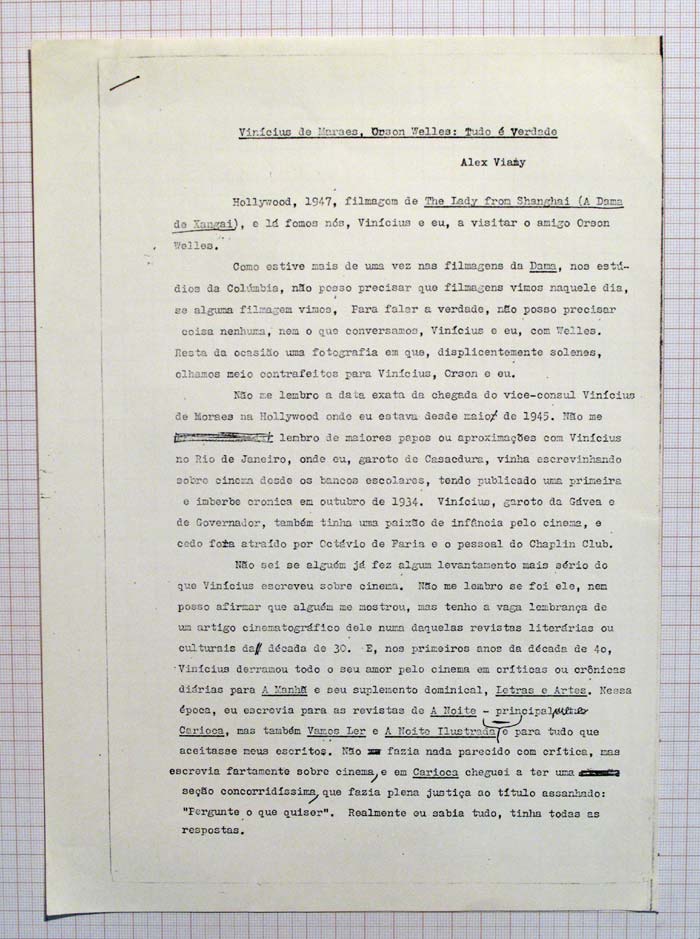 Vinícius de Moraes, Orson Welles: Tudo é Verdade
Alex Viany
Hollywood, 1947, filmagem de The Lady from Shanghai (A Dama
de Xangai), e lá fomos nós, Vinícius e eu, a visitar o amigo Orson
Welles.
Como estive mais de uma vez nas filmagens da Dama, nos estú-
dios da Colúmbia, não posso precisar que filmagens vimos naquele dia,
se alguma filmagem vimos, Para falar a verdade, não posso precisar
coisa nenhuma, nem o que conversamos, Vinícius e eu, com Welles.
Resta da ocasião uma fotografia em que, displicentemente solenes,
olhamos meio contrafeitos para Vinícius, Orson e eu.
Não me lembro a data exata da chegada do vice-consul Vinícius
de Moraes na Hollywood onde eu estava desde maio de 1945. Não me
lembro de maiores papos ou aproximações com Vinícius
no Rio de Janeiro, onde eu, garoto de Casacdura, vinha escrevinhando
sobre cinema desde os bancos escolares, tendo publicado uma primeira
e imberbe cronica em outubro de 1934. Vinícius, garoto da Gávea e
de Governador, também tinha uma paixão de infância pelo cinema, e
cedo fora atraído por Octávio de Faria e o pessoal do Chaplin Club.
Não sei se alguém já fez algum levantamento mais sério do
que Vinícius escreveu sobre cinema. Não me lembro se foi ele, nem
posso afirmar que alguém me mostrou, mas tenho a vaga lembrança de
um artigo cinematográfico dele numa daquelas revistas literárias ou
culturais da década de 30. E, nos primeiros anos da década de 40,
Vinícius derramou todo o seu amor pelo cinema em críticas ou crônicas
diárias para A Manhã e seu suplemento dominical, Letras e Artes. Nessa
época, eu escrevia para as revistas de A Noite - principalmente
Carioca, mas também Vamos Ler e A Noite Ilustrada e para tudo que
aceitasse meus escritos. Não fazia nada parecido com crítica, mas
escrevia fartamente sobre cinema, e em Carioca cheguei a ter uma
seção concorridíssima, que fazia plena justiça ao título assanhado:
"Pergunte o que quiser". Realmente eu sabia tudo, tinha todas as
respostas.